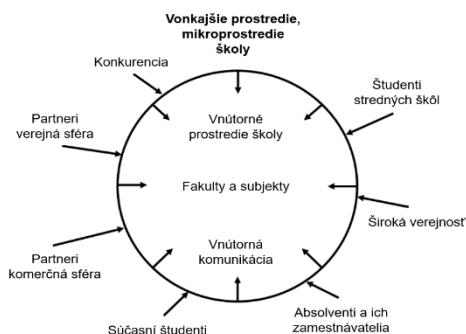 Vonkajšie prostredie,
mikroprostredie
školy
Konkurencia
Študenti
stredných škôl
Partneri
verejná sféra
Vnútorné
prostredie školy
Fakulty a subjekty
Široká verejnosť
Partneri
komerčná sféra
Vnútorná
komunikácia
Súčasní študenti
Absolventi a ich
zamestnávatelia